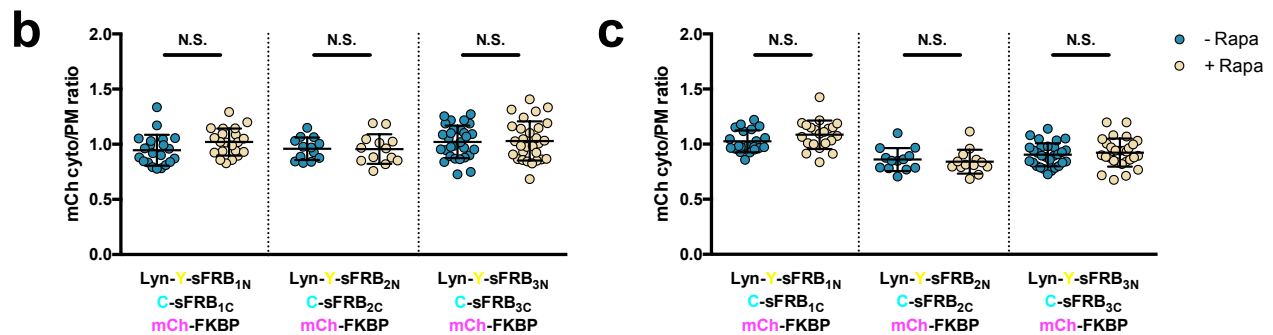 b
mCh cyto/PM ratio
2.0
1.5
1.0
0.5
0.0
N.S.
N.S.
N.S.
Lyn-Y-sFRB1N
C-sFRB1C
mCh-FKBP
Lyn-Y-sFRB2N
C-sFRB2C
mCh-FKBP
Lyn-Y-sFRB3N
C-sFRB3C
mCh-FKBP
c
mCh cyto/PM ratio
2.0
1.5
1.0
0.5
0.0
N.S.
N.S.
N.S.
Lyn-Y-sFRB1N
C-sFRB1C
mCh-FKBP
Lyn-Y-sFRB2N
C-sFRB2C
mCh-FKBP
Lyn-Y-sFRB3N
C-sFRB3C
mCh-FKBP
- Rapa
+ Rapa